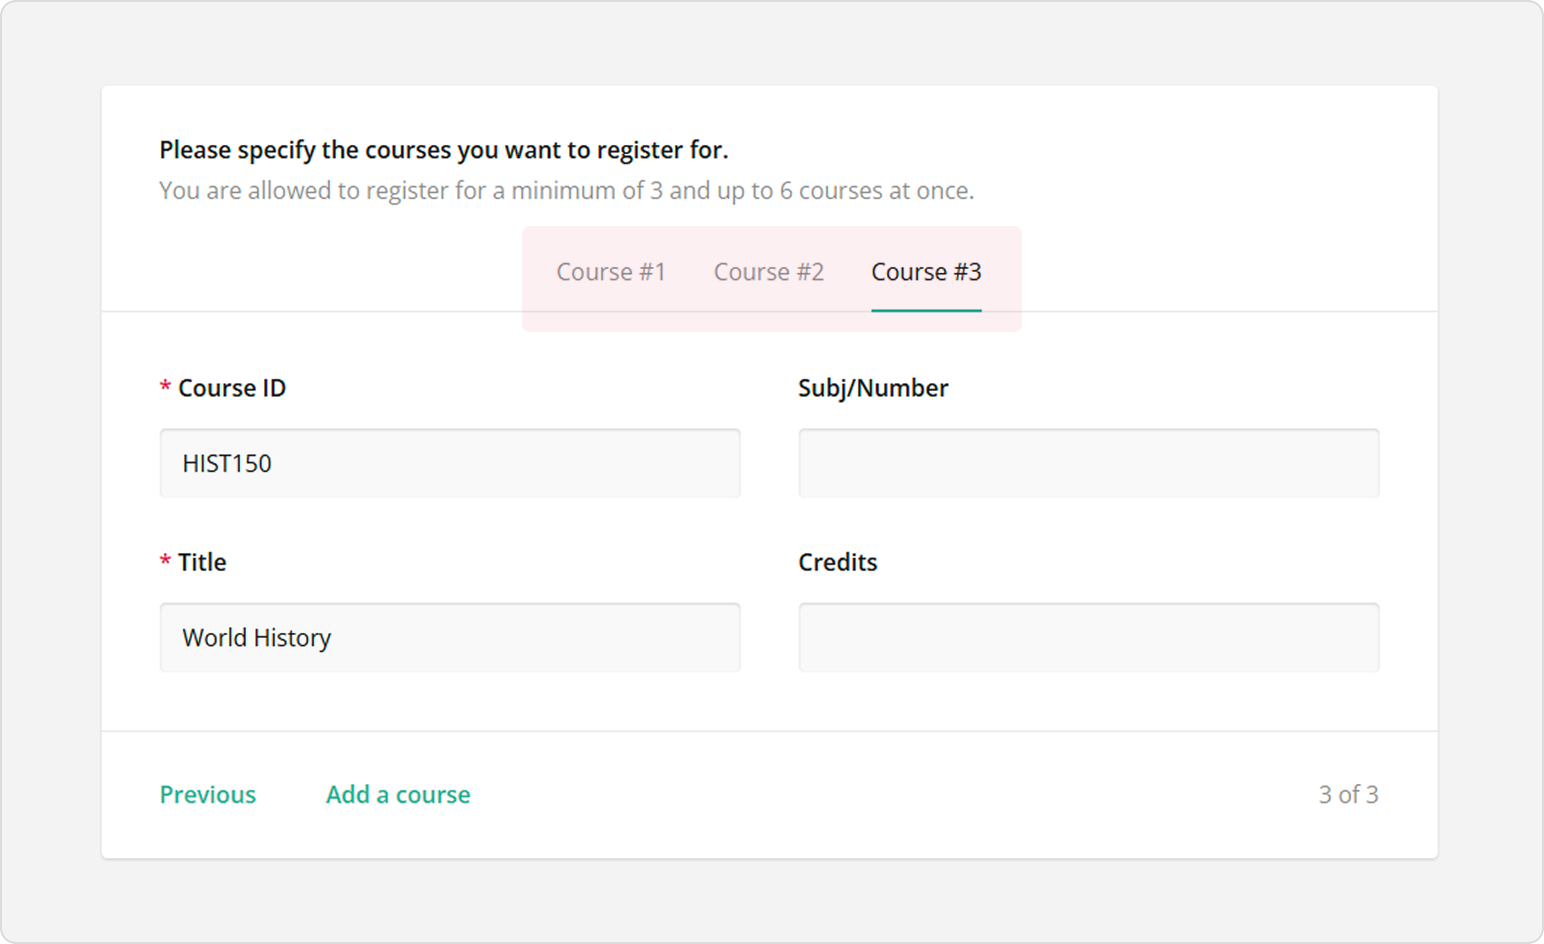 Please specify the courses you want to register for.
You are allowed to register for a minimum of 3 and up to 6 courses at once.
Course #1 Course #2 Course #3
* Course ID Subj/Number
HIST150
* Title Credits
World History
Previous Add a course 3 of 3